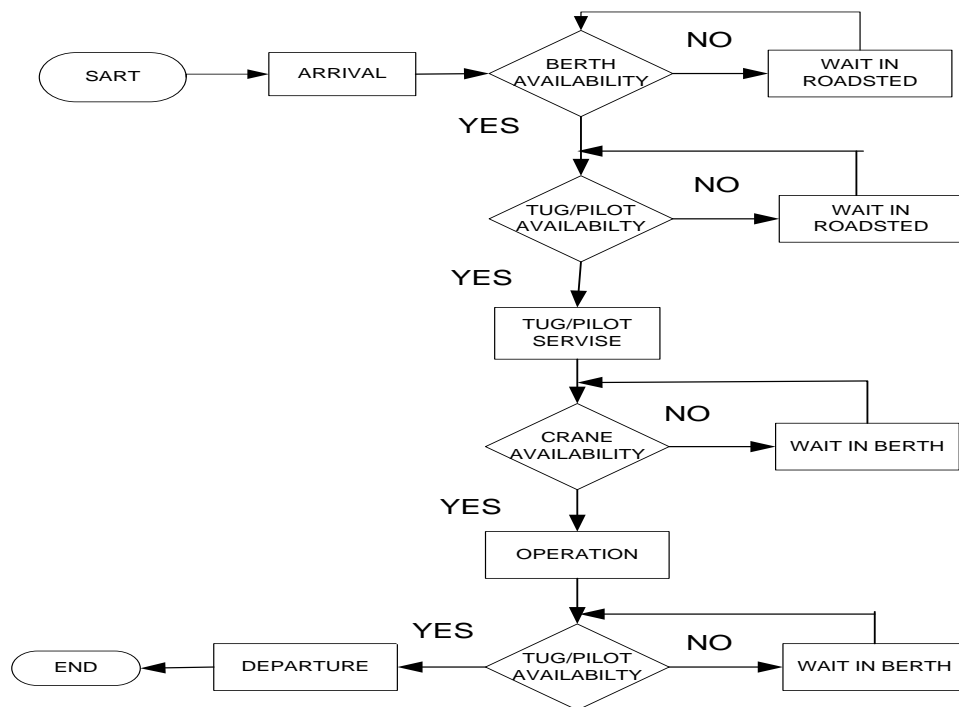 SART
ARRIVAL
BERTH
AVAILABILITY
NO
WAIT IN
ROADSTED
YES
TUG/PILOT
AVAILABILTY
NO
WAIT IN
ROADSTED
YES
TUG/PILOT
SERVISE
CRANE
AVAILABILITY
NO
WAIT IN BERTH
YES
OPERATION
YES
TUG/PILOT
AVAILABILTY
NO
WAIT IN BERTH
DEPARTURE
END